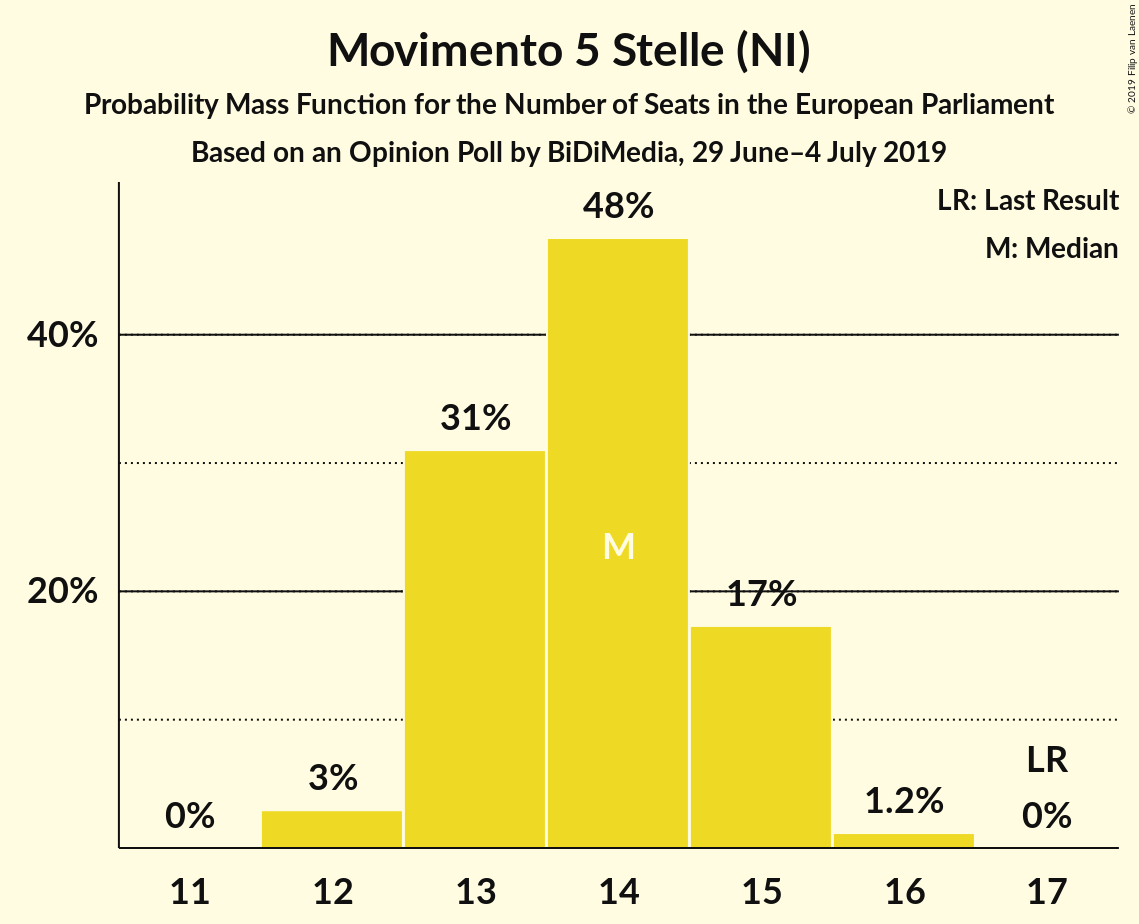 Movimento 5 Stelle (NI)
Probability Mass Function for the Number of Seats in the European Parliament
Based on an Opinion Poll by BiDiMedia, 29 June–4 July 2019
© 2019 Filip van Laenen
LR: Last Result
M: Median
48%
40%
31%
M
20%
17%
LR
3%
1.2%
0%
0%
11 12 13 14 15 16 17